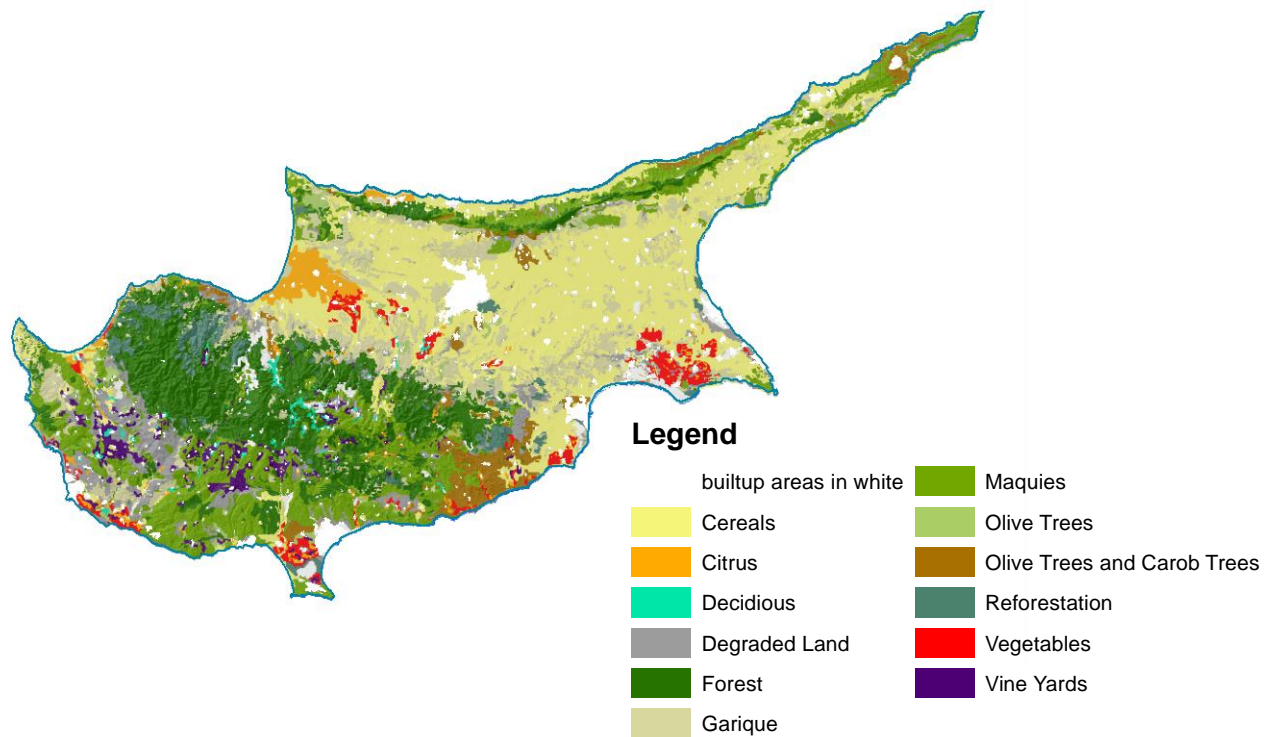 Legend
builtup areas in white
Cereals
Citrus
Decidious
Degraded Land
Forest
Garique
Maquies
Olive Trees
Olive Trees and Carob Trees
Reforestation
Vegetables
Vine Yards